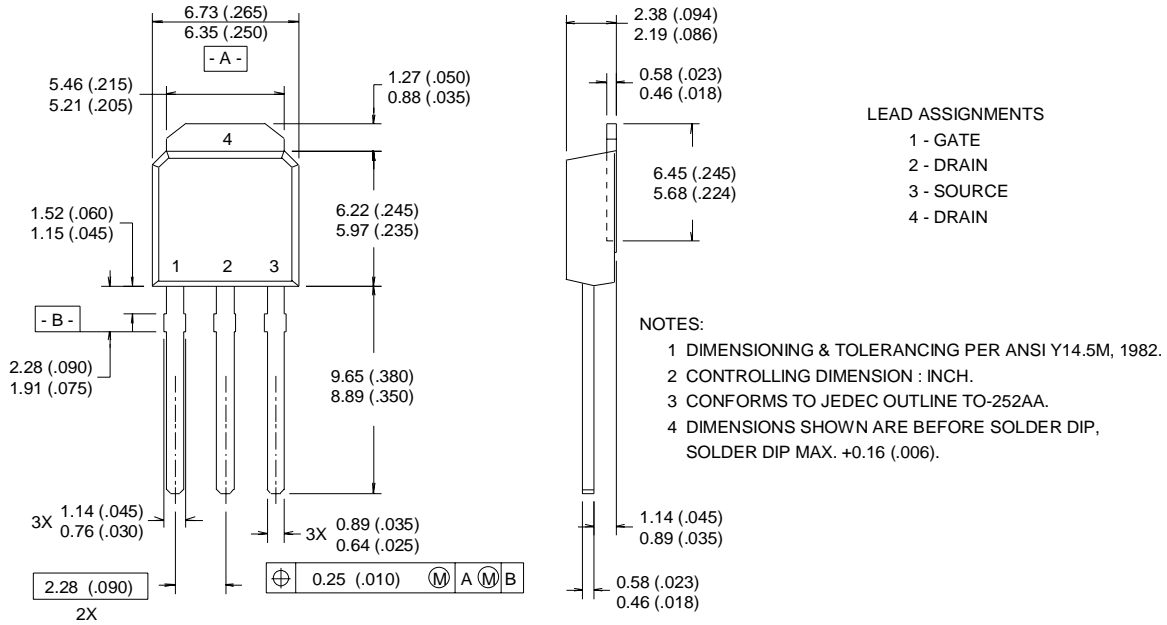 6.73 (.265)
6.35 (.250)
- A -
5.46 (.215)
5.21 (.205)
1.27 (.050)
0.88 (.035)
4
1.52 (.060)
1.15 (.045)
6.22 (.245)
5.97 (.235)
1 2 3
- B -
2.28 (.090)
1.91 (.075)
9.65 (.380)
8.89 (.350)
3X 1.14 (.045)
0.76 (.030)
3X 0.89 (.035)
0.64 (.025)
2.28 (.090)
2X
⌖ 0.25 (.010) Ⓜ A Ⓜ B
2.38 (.094)
2.19 (.086)
0.58 (.023)
0.46 (.018)
6.45 (.245)
5.68 (.224)
1.14 (.045)
0.89 (.035)
0.58 (.023)
0.46 (.018)
LEAD ASSIGNMENTS
1 - GATE
2 - DRAIN
3 - SOURCE
4 - DRAIN
NOTES:
1 DIMENSIONING & TOLERANCING PER ANSI Y14.5M, 1982.
2 CONTROLLING DIMENSION : INCH.
3 CONFORMS TO JEDEC OUTLINE TO-252AA.
4 DIMENSIONS SHOWN ARE BEFORE SOLDER DIP,
SOLDER DIP MAX. +0.16 (.006).